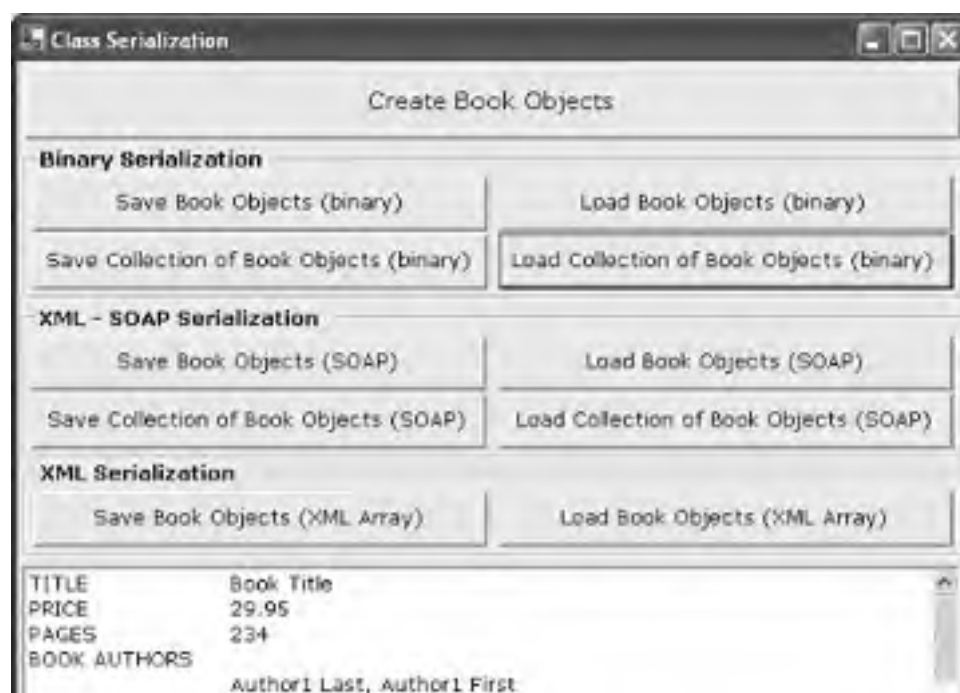 Class Serialization
Create Book Objects
Binary Serialization
Save Book Objects (binary) Load Book Objects (binary)
Save Collection of Book Objects (binary) Load Collection of Book Objects (binary)
XML - SOAP Serialization
Save Book Objects (SOAP) Load Book Objects (SOAP)
Save Collection of Book Objects (SOAP) Load Collection of Book Objects (SOAP)
XML Serialization
Save Book Objects (XML Array) Load Book Objects (XML Array)
TITLE Book Title
PRICE 29.95
PAGES 234
BOOK AUTHORS
Author1 Last, Author1 First